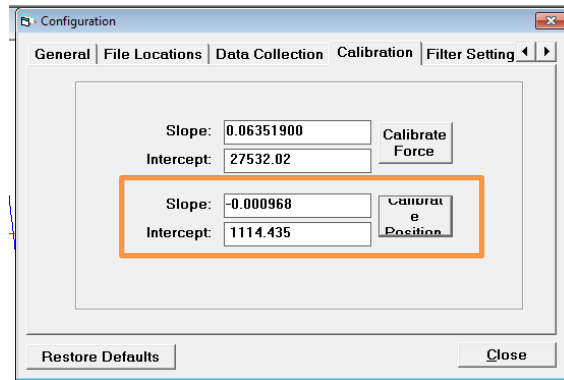 Configuration
General File Locations Data Collection Calibration Filter Setting
Slope: 0.06351900
Calibrate
Force
Intercept: 27532.02
Slope: -0.000968
Calibrat
e
Position
Intercept: 1114.435
Restore Defaults
Close